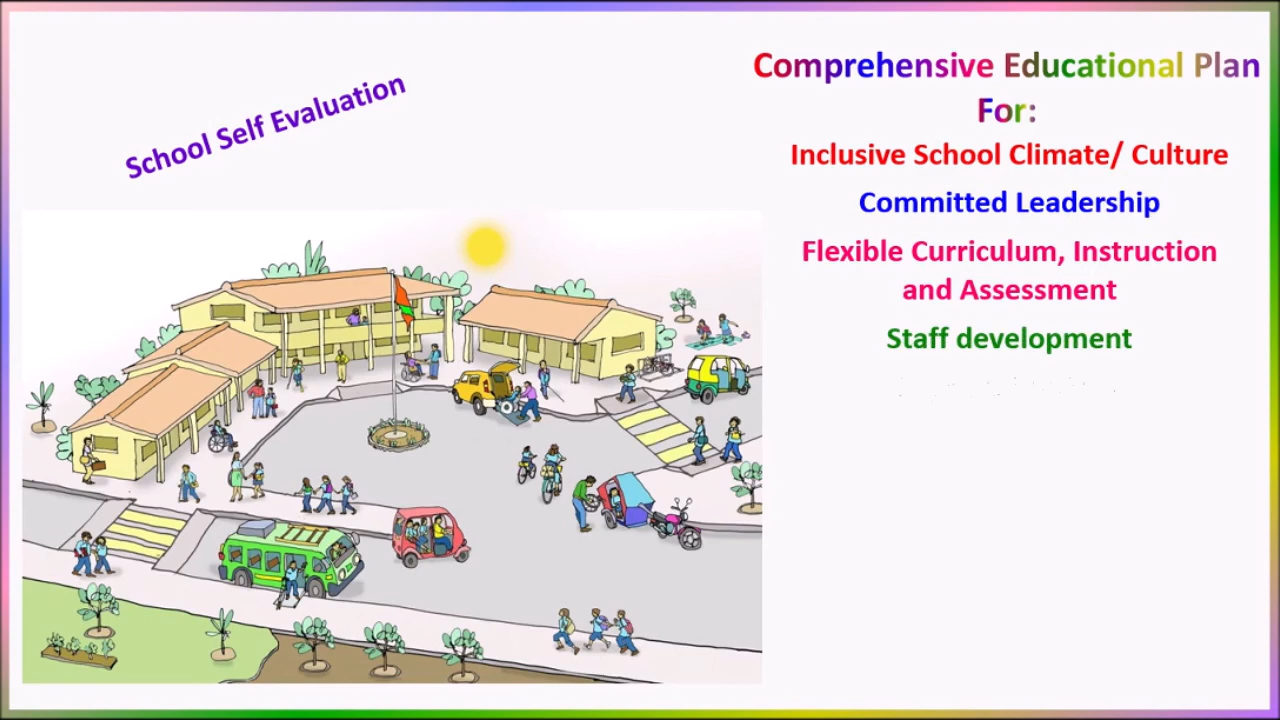 School Self Evaluation
Comprehensive Educational Plan
For:
Inclusive School Climate/ Culture
Committed Leadership
Flexible Curriculum, Instruction
and Assessment
Staff development